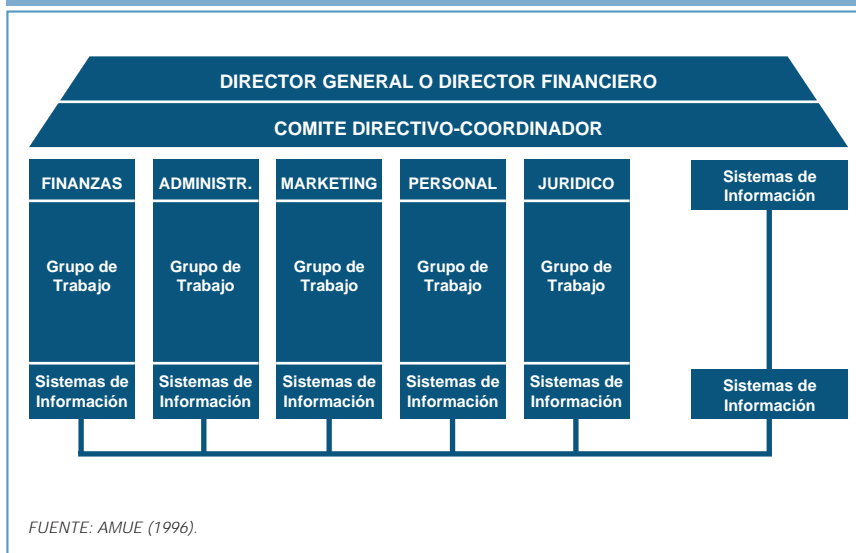 DIRECTOR GENERAL O DIRECTOR FINANCIERO
COMITE DIRECTIVO-COORDINADOR
FINANZAS
ADMINISTR.
MARKETING
PERSONAL
JURIDICO
Sistemas de
Información
Grupo de
Trabajo
Grupo de
Trabajo
Grupo de
Trabajo
Grupo de
Trabajo
Grupo de
Trabajo
Sistemas de
Información
Sistemas de
Información
Sistemas de
Información
Sistemas de
Información
Sistemas de
Información
Sistemas de
Información
FUENTE: AMUE (1996).